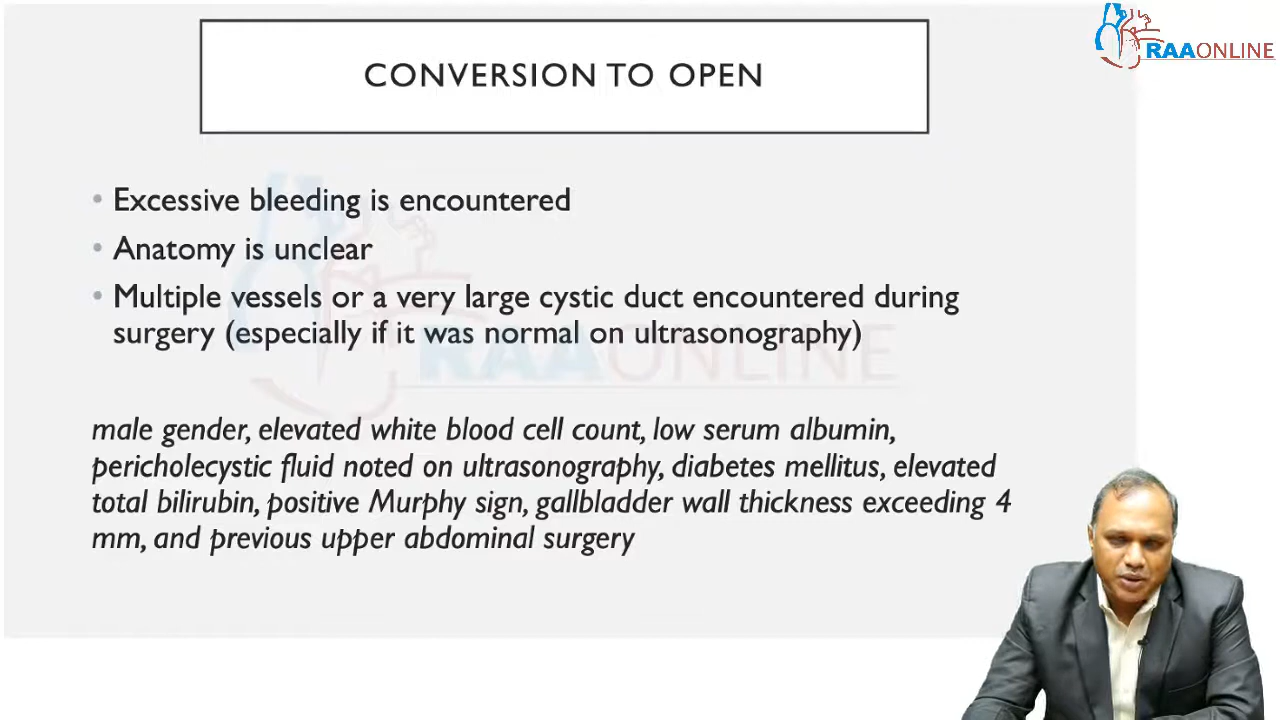 RAAONLINE
CONVERSION TO OPEN
• Excessive bleeding is encountered
• Anatomy is unclear
• Multiple vessels or a very large cystic duct encountered during
surgery (especially if it was normal on ultrasonography)
RAAONLINE
male gender, elevated white blood cell count, low serum albumin,
pericholecystic fluid noted on ultrasonography, diabetes mellitus, elevated
total bilirubin, positive Murphy sign, gallbladder wall thickness exceeding 4
mm, and previous upper abdominal surgery